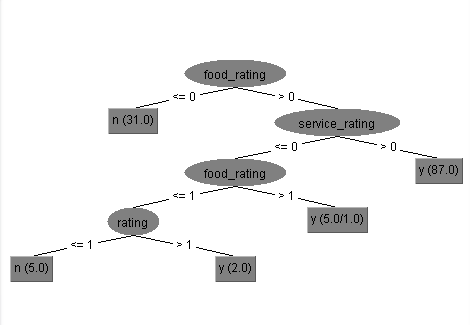 food_rating
<= 0
> 0
n (31.0)
service_rating
<= 0
> 0
food_rating
y (87.0)
<= 1
> 1
rating
y (5.0/1.0)
<= 1
> 1
n (5.0)
y (2.0)